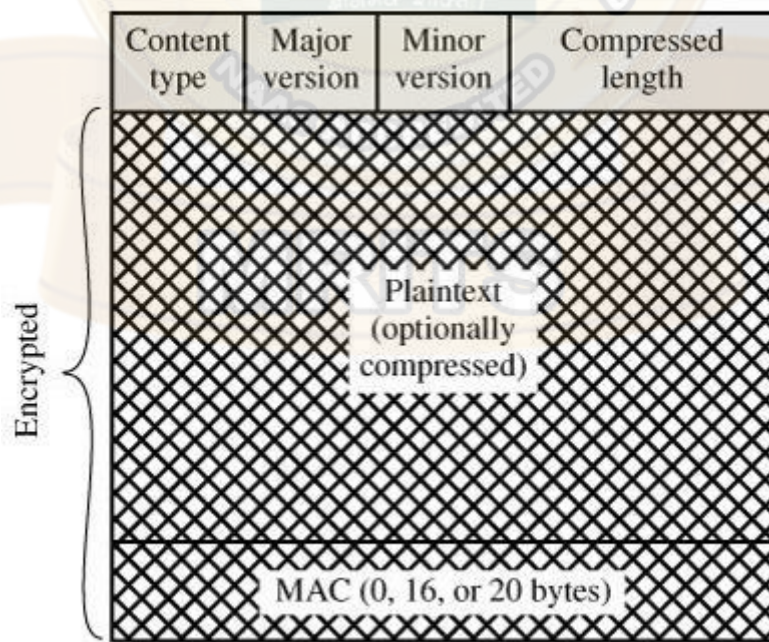 Content type
Major version
Minor version
Compressed length
Encrypted
Plaintext
(optionally
compressed)
MAC (0, 16, or 20 bytes)